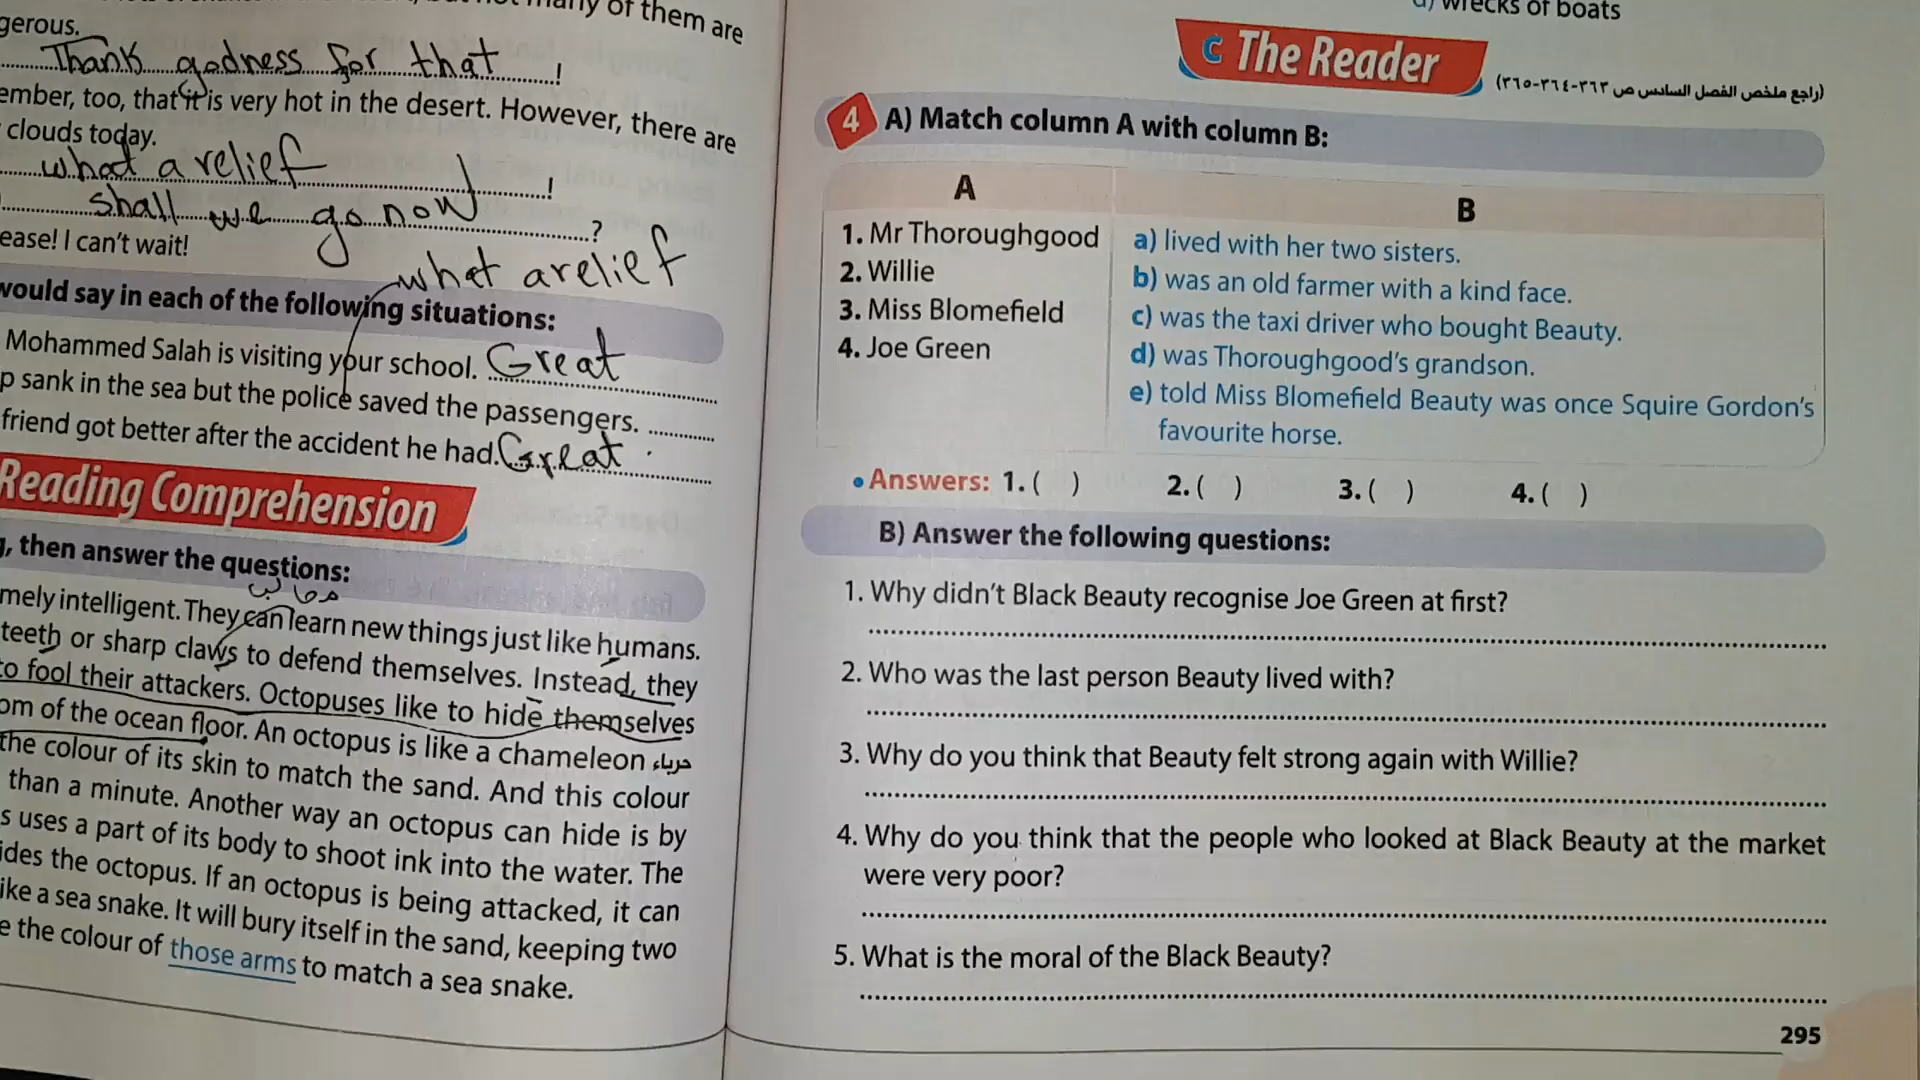 many of them are
gerous.
Thank godness for that !
ember, too, that it is very hot in the desert. However, there are
clouds today.
what a relief !
shall we go now ?
ease! I can't wait!
what arelief
would say in each of the following situations:
Mohammed Salah is visiting your school. Great
p sank in the sea but the police saved the passengers.
friend got better after the accident he had. Great
Reading Comprehension
g, then answer the questions:
mely intelligent. They can learn new things just like humans.
teeth or sharp claws to defend themselves. Instead, they
to fool their attackers. Octopuses like to hide themselves
om of the ocean floor. An octopus is like a chameleon حرباء
the colour of its skin to match the sand. And this colour
than a minute. Another way an octopus can hide is by
s uses a part of its body to shoot ink into the water. The
ides the octopus. If an octopus is being attacked, it can
ike a sea snake. It will bury itself in the sand, keeping two
e the colour of those arms to match a sea snake.
d) wrecks of boats
C The Reader
(راجع ملخص الفصل السادس ص ٣٦٣-٣٦٤-٣٦٥)
4 A) Match column A with column B:
A
B
1. Mr Thoroughgood
2. Willie
3. Miss Blomefield
4. Joe Green
a) lived with her two sisters.
b) was an old farmer with a kind face.
c) was the taxi driver who bought Beauty.
d) was Thoroughgood's grandson.
e) told Miss Blomefield Beauty was once Squire Gordon's
favourite horse.
• Answers: 1. ( ) 2. ( ) 3. ( ) 4. ( )
B) Answer the following questions:
1. Why didn't Black Beauty recognise Joe Green at first?
2. Who was the last person Beauty lived with?
3. Why do you think that Beauty felt strong again with Willie?
4. Why do you think that the people who looked at Black Beauty at the market
were very poor?
5. What is the moral of the Black Beauty?
295